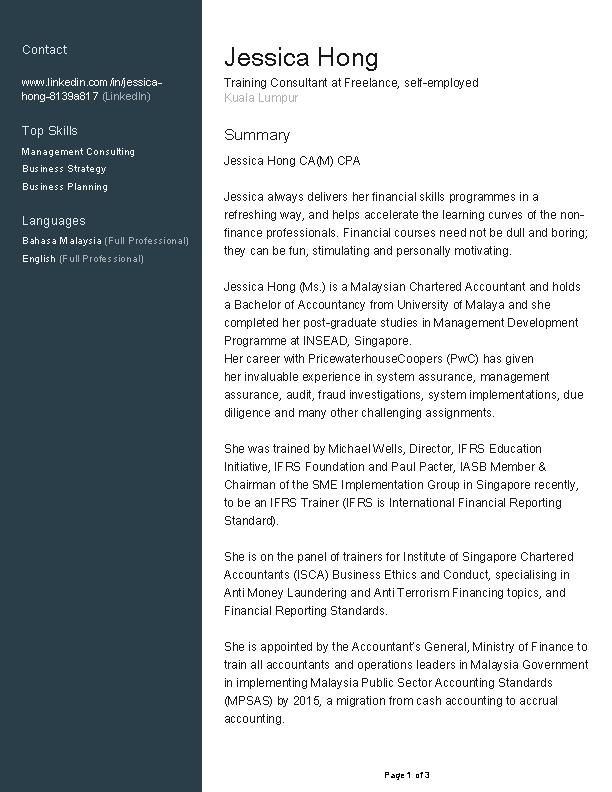 Contact
www.linkedin.com/in/jessica-
hong-8139a817 (LinkedIn)
Top Skills
Management Consulting
Business Strategy
Business Planning
Languages
Bahasa Malaysia (Full Professional)
English (Full Professional)
Jessica Hong
Training Consultant at Freelance, self-employed
Kuala Lumpur
Summary
Jessica Hong CA(M) CPA
Jessica always delivers her financial skills programmes in a
refreshing way, and helps accelerate the learning curves of the non-
finance professionals. Financial courses need not be dull and boring;
they can be fun, stimulating and personally motivating.
Jessica Hong (Ms.) is a Malaysian Chartered Accountant and holds
a Bachelor of Accountancy from University of Malaya and she
completed her post-graduate studies in Management Development
Programme at INSEAD, Singapore.
Her career with PricewaterhouseCoopers (PwC) has given
her invaluable experience in system assurance, management
assurance, audit, fraud investigations, system implementations, due
diligence and many other challenging assignments.
She was trained by Michael Wells, Director, IFRS Education
Initiative, IFRS Foundation and Paul Pacter, IASB Member &
Chairman of the SME Implementation Group in Singapore recently,
to be an IFRS Trainer (IFRS is International Financial Reporting
Standard).
She is on the panel of trainers for Institute of Singapore Chartered
Accountants (ISCA) Business Ethics and Conduct, specialising in
Anti Money Laundering and Anti Terrorism Financing topics, and
Financial Reporting Standards.
She is appointed by the Accountant's General, Ministry of Finance to
train all accountants and operations leaders in Malaysia Government
in implementing Malaysia Public Sector Accounting Standards
(MPSAS) by 2015, a migration from cash accounting to accrual
accounting.
Page 1 of 3